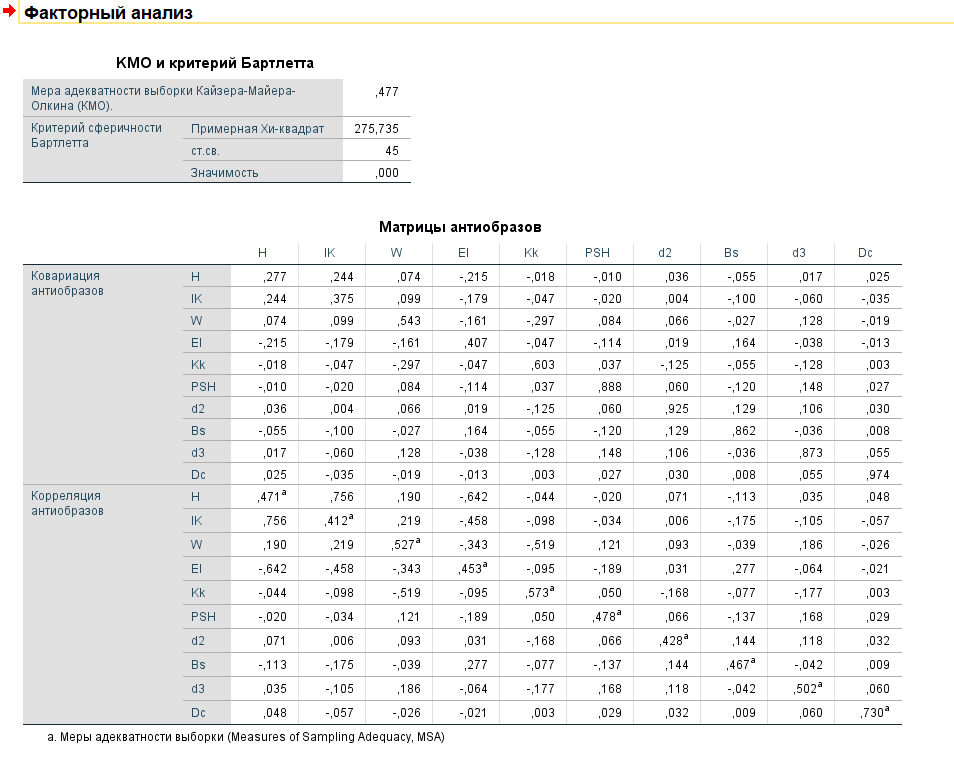 Факторный анализ
KMO и критерий Бартлетта
Мера адекватности выборки Кайзера-Майера-
Олкина (КМО). ,477
Критерий сферичности
Бартлетта
Примерная Хи-квадрат 275,735
ст.св. 45
Значимость ,000
Матрицы антиобразов
H IK W EI Kk PSH d2 Bs d3 Dc
Ковариация
антиобразов
H ,277 ,244 ,074 -,215 -,018 -,010 ,036 -,055 ,017 ,025
IK ,244 ,375 ,099 -,179 -,047 -,020 ,004 -,100 -,060 -,035
W ,074 ,099 ,543 -,161 -,297 ,084 ,066 -,027 ,128 -,019
EI -,215 -,179 -,161 ,407 -,047 -,114 ,019 ,164 -,038 -,013
Kk -,018 -,047 -,297 -,047 ,603 ,037 -,125 -,055 -,128 ,003
PSH -,010 -,020 ,084 -,114 ,037 ,888 ,060 -,120 ,148 ,027
d2 ,036 ,004 ,066 ,019 -,125 ,060 ,925 ,129 ,106 ,030
Bs -,055 -,100 -,027 ,164 -,055 -,120 ,129 ,862 -,036 ,008
d3 ,017 -,060 ,128 -,038 -,128 ,148 ,106 -,036 ,873 ,055
Dc ,025 -,035 -,019 -,013 ,003 ,027 ,030 ,008 ,055 ,974
Корреляция
антиобразов
H ,471a ,756 ,190 -,642 -,044 -,020 ,071 -,113 ,035 ,048
IK ,756 ,412a ,219 -,458 -,098 -,034 ,006 -,175 -,105 -,057
W ,190 ,219 ,527a -,343 -,519 ,121 ,093 -,039 ,186 -,026
EI -,642 -,458 -,343 ,453a -,095 -,189 ,031 ,277 -,064 -,021
Kk -,044 -,098 -,519 -,095 ,573a ,050 -,168 -,077 -,177 ,003
PSH -,020 -,034 ,121 -,189 ,050 ,478a ,066 -,137 ,168 ,029
d2 ,071 ,006 ,093 ,031 -,168 ,066 ,428a ,144 ,118 ,032
Bs -,113 -,175 -,039 ,277 -,077 -,137 ,144 ,467a -,042 ,009
d3 ,035 -,105 ,186 -,064 -,177 ,168 ,118 -,042 ,502a ,060
Dc ,048 -,057 -,026 -,021 ,003 ,029 ,032 ,009 ,060 ,730a
a. Меры адекватности выборки (Measures of Sampling Adequacy, MSA)